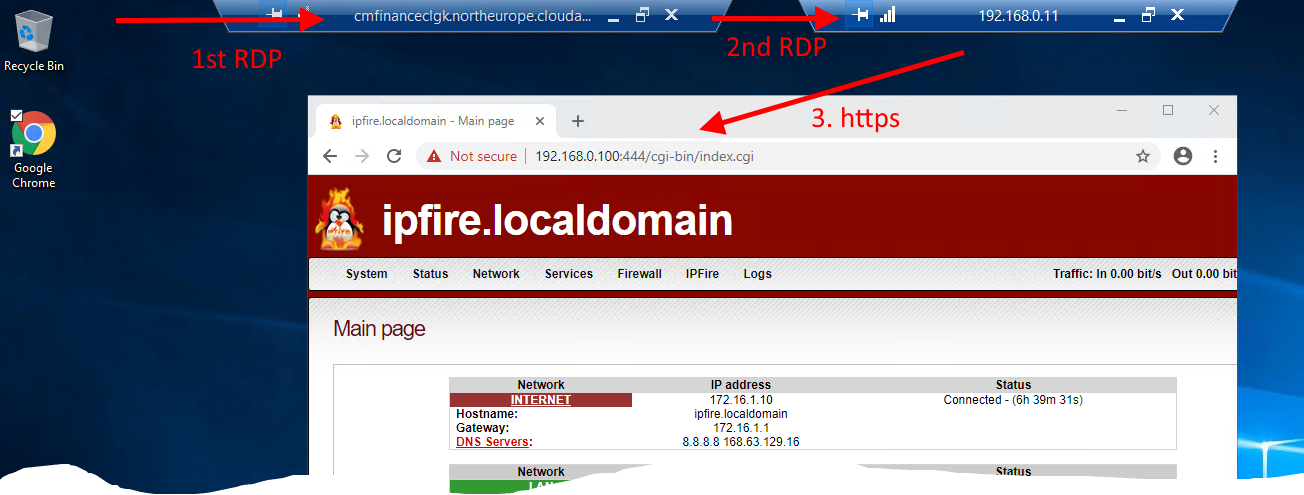 cmfinanceclgk.northeurope.clouda...
192.168.0.11
1st RDP
2nd RDP
3. https
Recycle Bin
Google
Chrome
ipfire.localdomain - Main page
Not secure
192.168.0.100:444/cgi-bin/index.cgi
ipfire
ipfire.localdomain
System Status Network Services Firewall IPFire Logs
Traffic: In 0.00 bit/s Out 0.00 bit
Main page
Network IP address Status
INTERNET 172.16.1.10 Connected - (6h 39m 31s)
Hostname: ipfire.localdomain
Gateway: 172.16.1.1
DNS Servers: 8.8.8.8 168.63.129.16
Network IP address Status
LAN